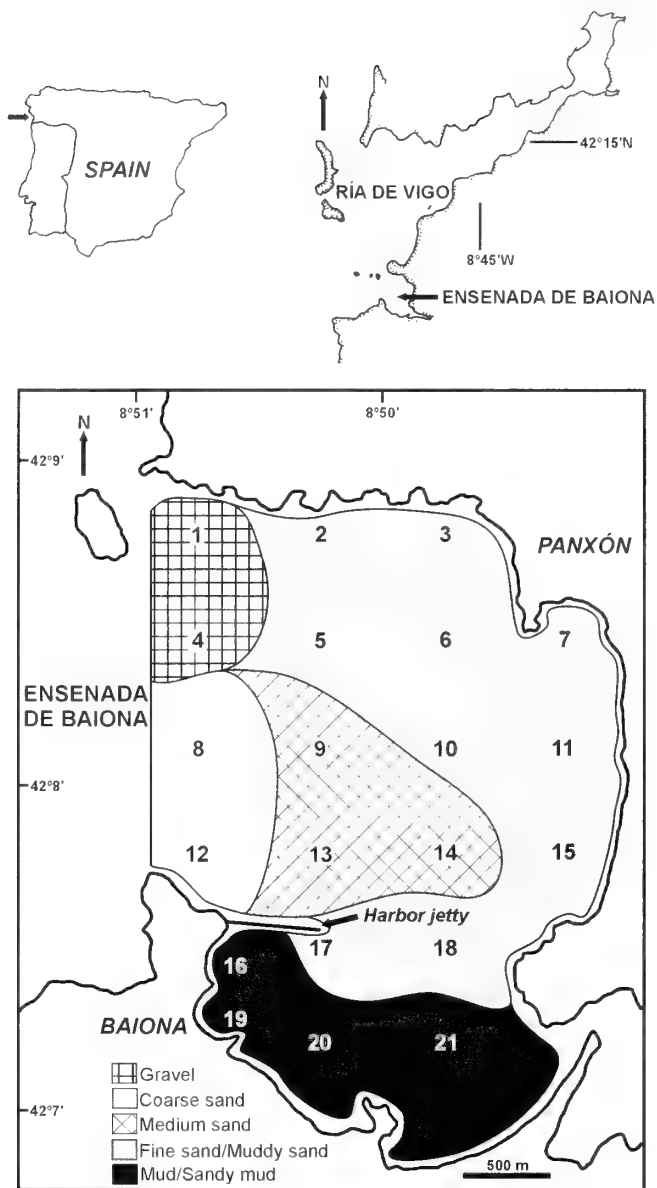 SPAIN
N
42°15'N
RÍA DE VIGO
8°45'W
ENSENADA DE BAIONA
8°51'
8°50'
N
42°9'
1
2
3
PANXÓN
4
5
6
7
ENSENADA
DE BAIONA
8
9
10
11
42°8'
12
13
14
15
Harbor jetty
17
18
16
BAIONA
19
20
21
Gravel
Coarse sand
Medium sand
Fine sand/Muddy sand
42°7'
Mud/Sandy mud
500 m